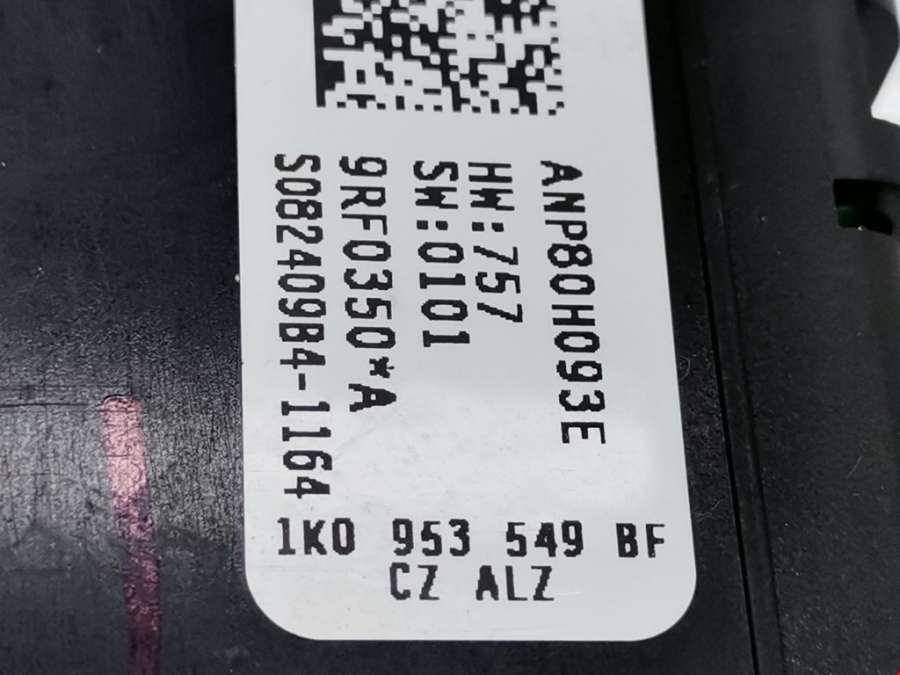 ANP80H093E
HW:757
SW:0101
9RF0350*A
S082409B4-1164
1K0 953 549 BF
CZ ALZ